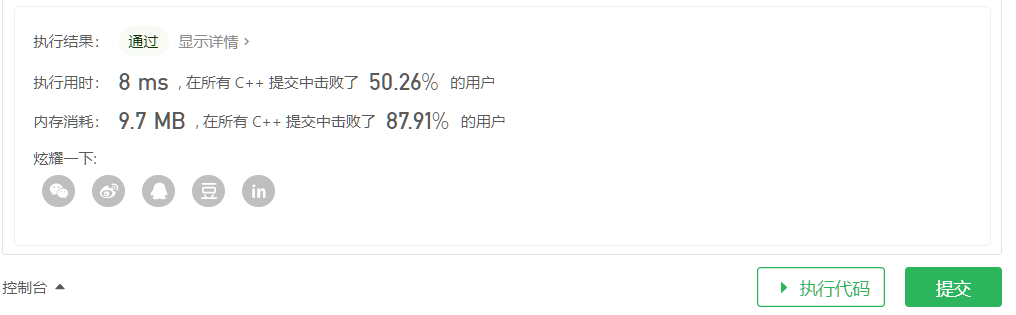 执行结果： 通过 显示详情 ›
执行用时： 8 ms ，在所有 C++ 提交中击败了 50.26% 的用户
内存消耗： 9.7 MB ，在所有 C++ 提交中击败了 87.91% 的用户
炫耀一下:
豆 in
控制台 执行代码 提交